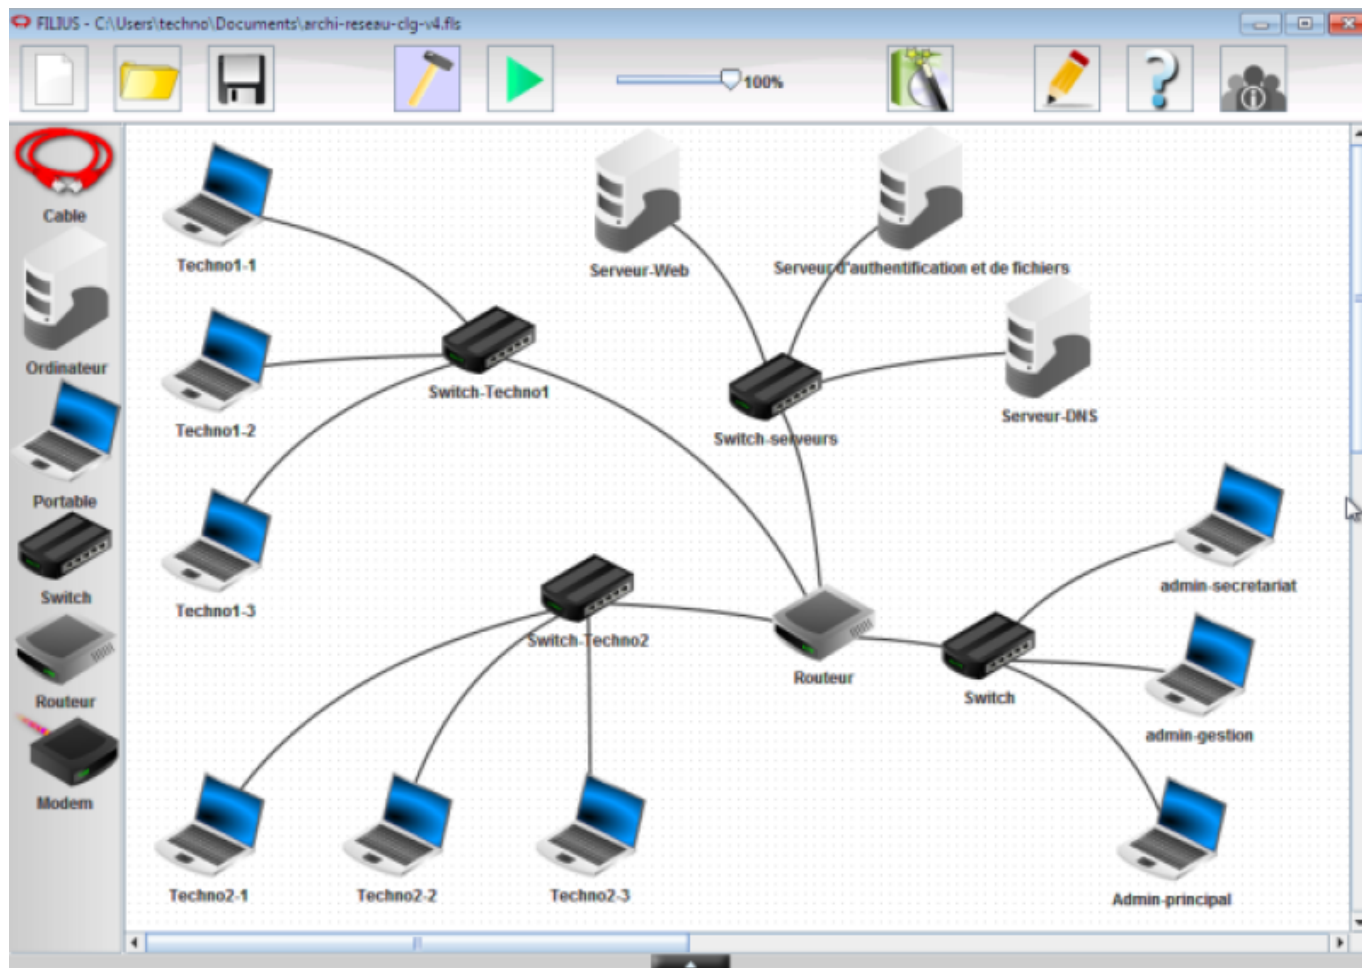 FILIUS - C:\Users\techno\Documents\archi-reseau-clg-v4.fls
100%
Cable
Ordinateur
Portable
Switch
Routeur
Modem
Techno1-1
Serveur-Web
Serveur d'authentification et de fichiers
Techno1-2
Switch-Techno1
Switch-serveurs
Serveur-DNS
Techno1-3
Switch-Techno2
admin-secretariat
Routeur
Switch
admin-gestion
Techno2-1
Techno2-2
Techno2-3
Admin-principal